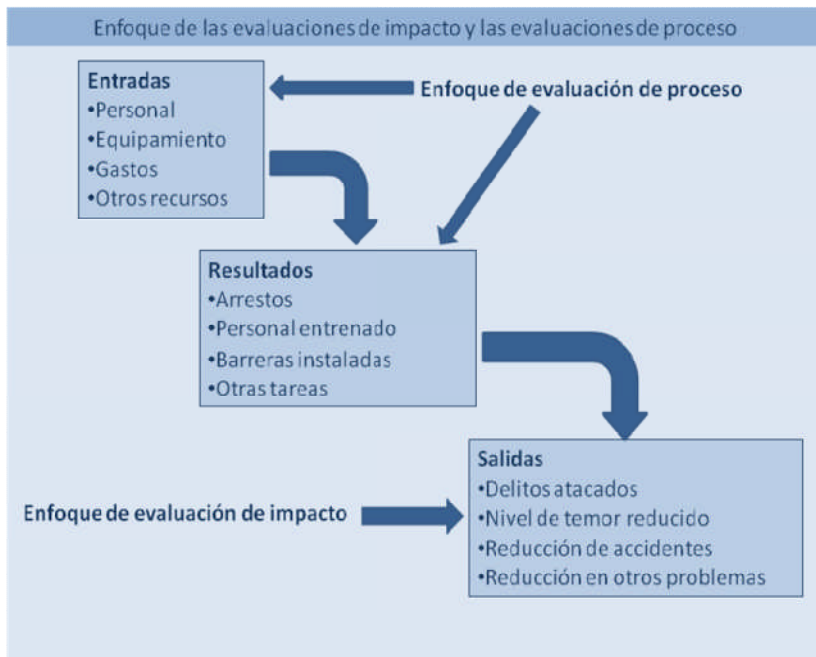 Enfoque de las evaluaciones de impacto y las evaluaciones de proceso
Entradas
•Personal
•Equipamiento
•Gastos
•Otros recursos
Enfoque de evaluación de proceso
Resultados
•Arrestos
•Personal entrenado
•Barreras instaladas
•Otras tareas
Salidas
•Delitos atacados
•Nivel de temor reducido
•Reducción de accidentes
•Reducción en otros problemas
Enfoque de evaluación de impacto